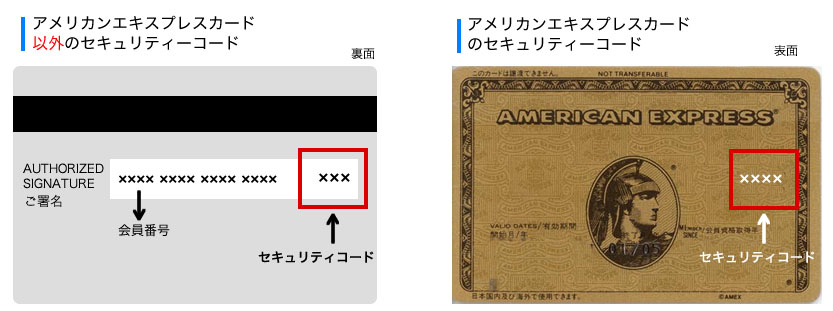 アメリカンエキスプレスカード
以外のセキュリティーコード
裏面
AUTHORIZED
SIGNATURE
ご署名
×××× ×××× ×××× ××××
×××
会員番号
セキュリティコード
アメリカンエキスプレスカード
のセキュリティーコード
表面
このカードは譲渡できません。 NOT TRANSFERABLE
AMERICAN EXPRESS
××××
VALID DATES/有効期間
開始月/年
SINCE
/会員資格取得年
セキュリティコード
日本国内及び海外で使用できます。
©AMEX